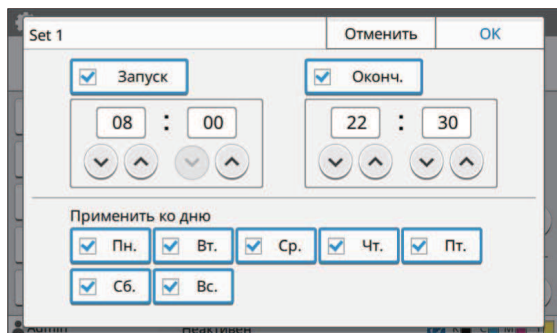 Set 1 Отменить OK
Запуск Оконч.
08 : 00 22 : 30
Применить ко дню
Пн. Вт. Ср. Чт. Пт.
Сб. Вс.
Admin Неактивен